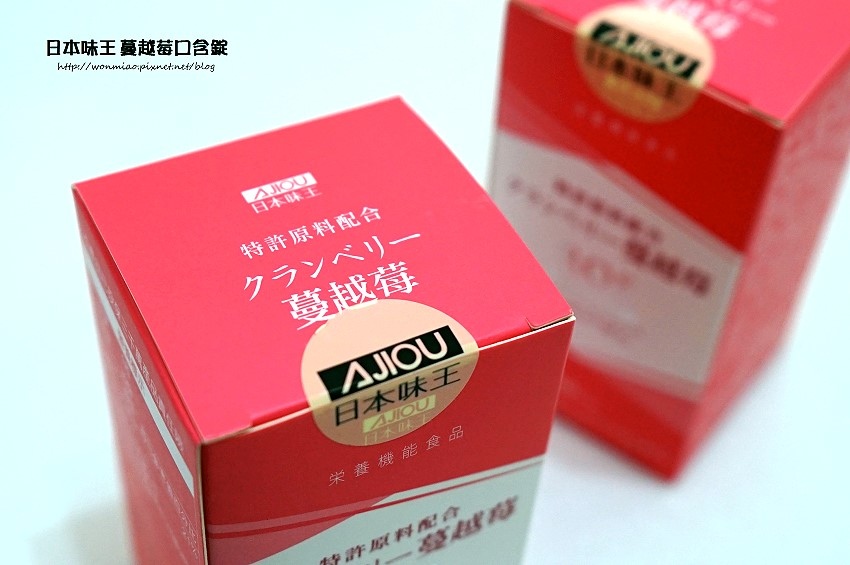 日本味王 蔓越莓口含錠
http://wonmiao.pixnet.net/blog
AJIOU
日本味王
特許原料配合
クランベリー
蔓越莓
AJIOU
日本味王
AJIOU
日本味王
栄養機能食品
特許原料配合
蔓越莓
AJIOU
日本味王
クランベリー 蔓越莓